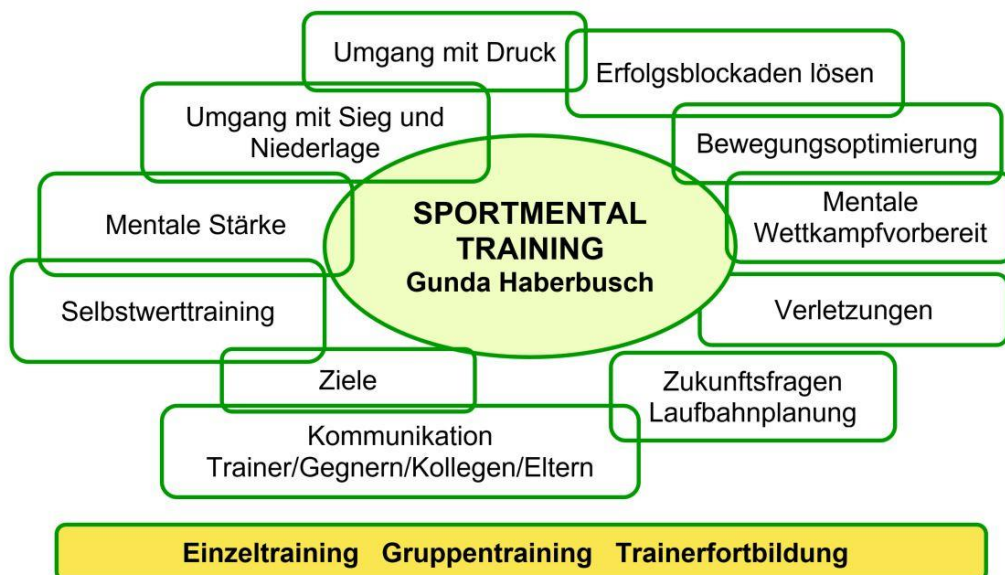 Umgang mit Druck
Erfolgsblockaden lösen
Umgang mit Sieg und
Niederlage
Bewegungsoptimierung
Mentale Stärke
SPORTMENTAL
TRAINING
Gunda Haberbusch
Mentale
Wettkampfvorbereit
Selbstwerttraining
Verletzungen
Ziele
Zukunftsfragen
Laufbahnplanung
Kommunikation
Trainer/Gegnern/Kollegen/Eltern
Einzeltraining Gruppentraining Trainerfortbildung